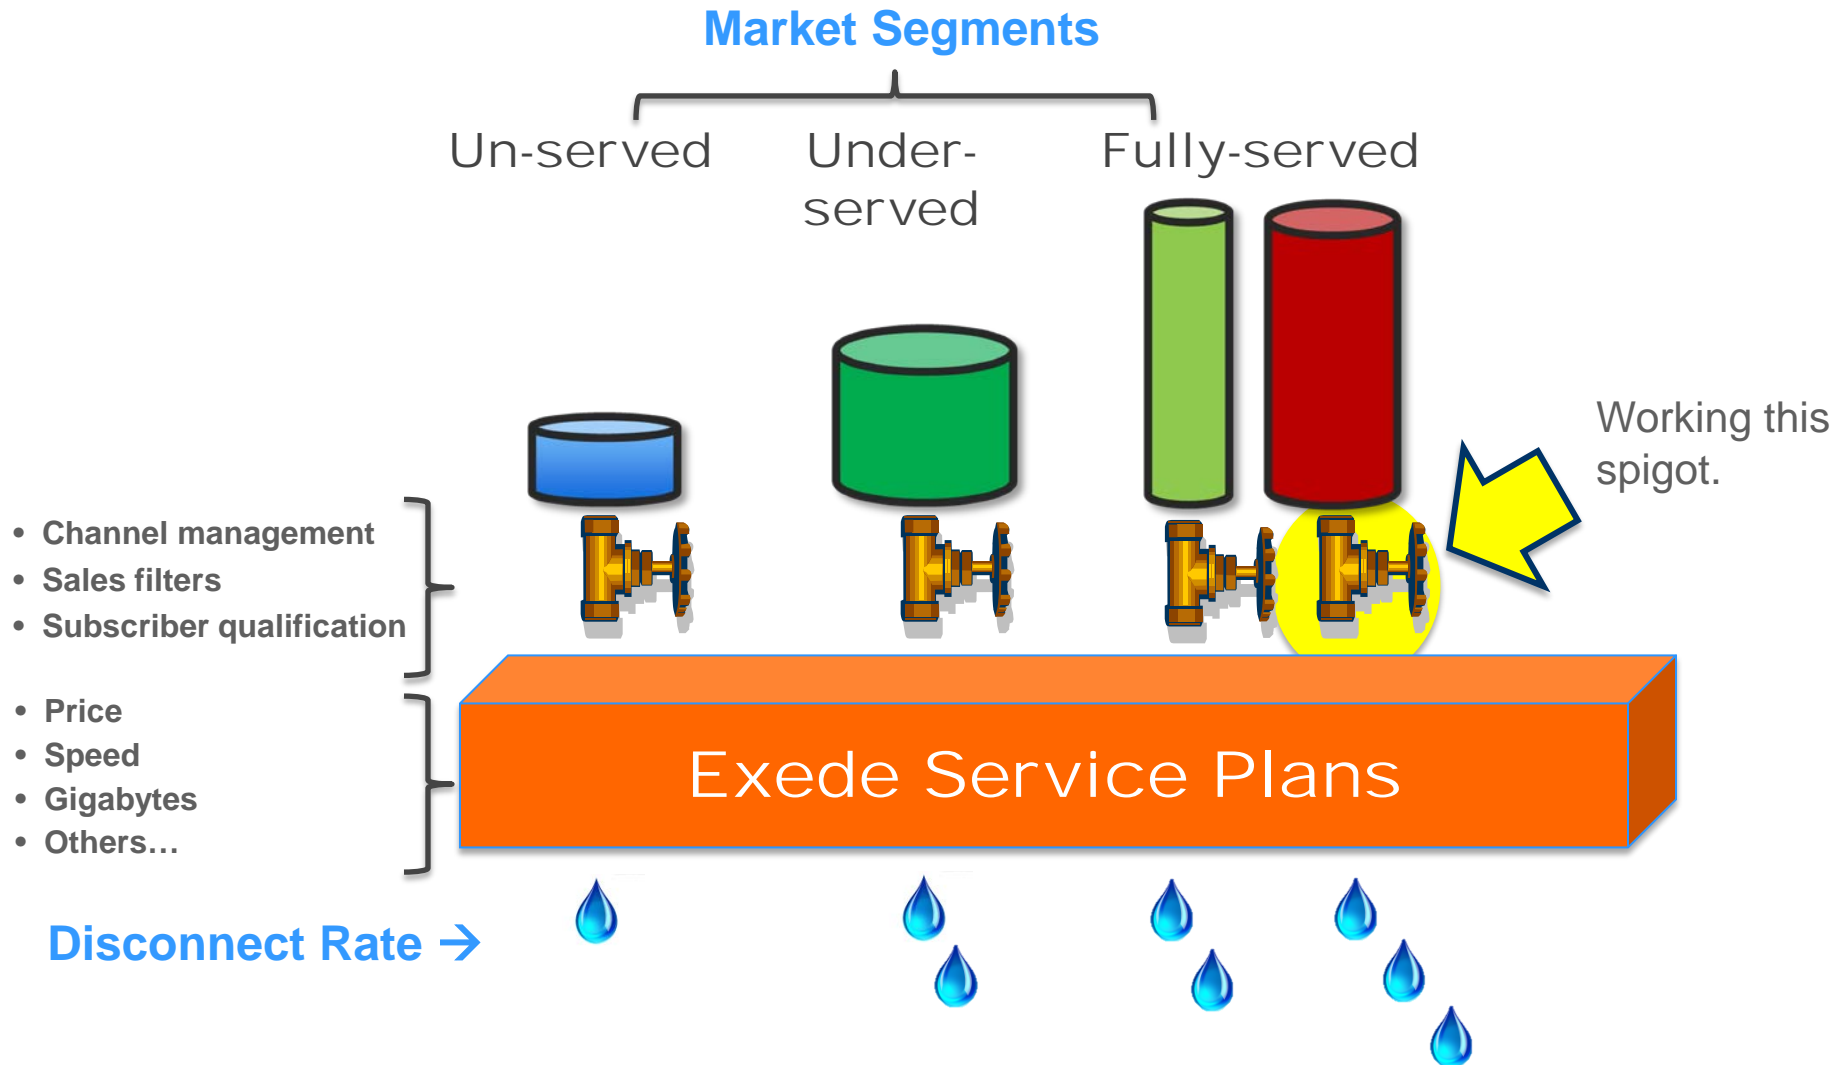 Market Segments
Un-served
Under-
served
Fully-served
Working this
spigot.
• Channel management
• Sales filters
• Subscriber qualification
• Price
• Speed
• Gigabytes
• Others…
Exede Service Plans
Disconnect Rate →